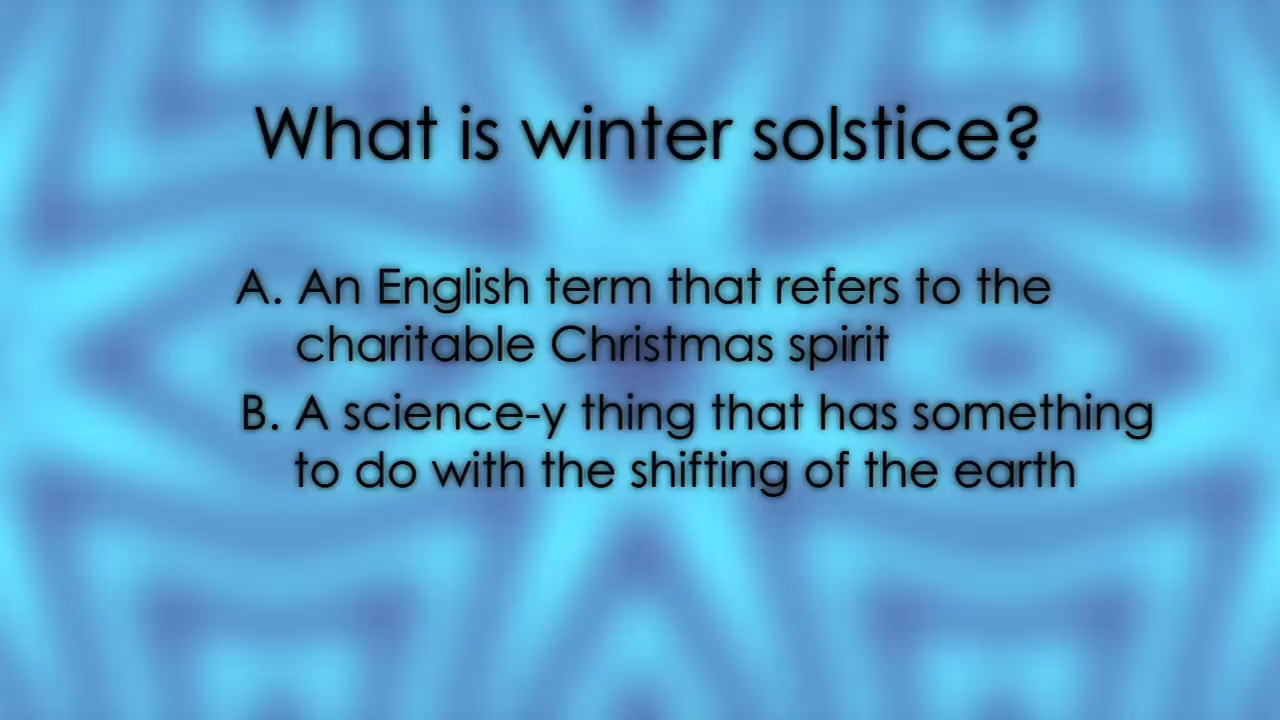 What is winter solstice?
A. An English term that refers to the
charitable Christmas spirit
B. A science-y thing that has something
to do with the shifting of the earth